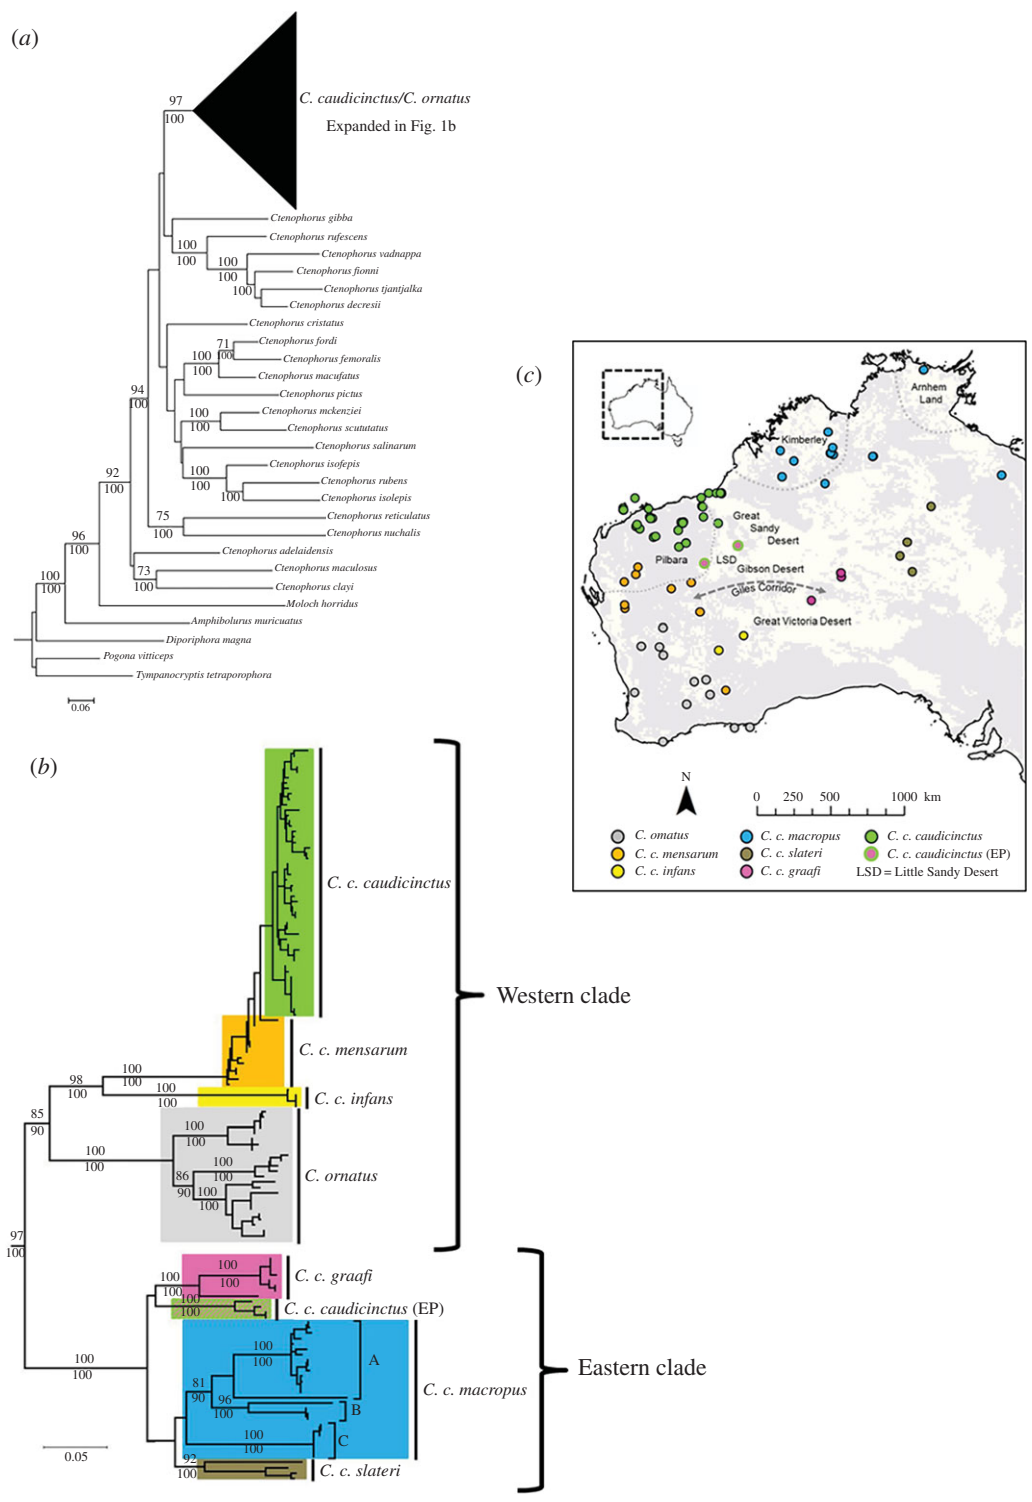 (a)
97
100
C. caudicinctus/C. ornatus
Expanded in Fig. 1b
Ctenophorus gibba
Ctenophorus rufescens
100
100
Ctenophorus vadnappa
100
100
Ctenophorus fionni
Ctenophorus tjantjalka
100
Ctenophorus decresii
Ctenophorus cristatus
Ctenophorus fordi
71
100
Ctenophorus femoralis
100
100
Ctenophorus macufatus
94
100
Ctenophorus pictus
Ctenophorus mckenziei
100
100
Ctenophorus scututatus
Ctenophorus salinarum
Ctenophorus isofepis
100
100
Ctenophorus rubens
100
Ctenophorus isolepis
92
100
Ctenophorus reticulatus
75
100
Ctenophorus nuchalis
96
100
Ctenophorus adelaidensis
Ctenophorus maculosus
73
100
Ctenophorus clayi
100
100
Moloch horridus
Amphibolurus muricuatus
Diporiphora magna
Pogona vitticeps
Tympanocryptis tetraporophora
0.06
(c)
Arnhem
Land
Kimberley
Great
Sandy
Desert
Pilbara
LSD
Gibson Desert
Giles Corridor
Great Victoria Desert
N
0 250 500 1000 km
C. ornatus
C. c. macropus
C. c. caudicinctus
C. c. mensarum
C. c. slateri
C. c. caudicinctus (EP)
C. c. infans
C. c. graafi
LSD = Little Sandy Desert
(b)
C. c. caudicinctus
Western clade
C. c. mensarum
100
100
98
100
100
100
C. c. infans
85
90
100
100
100
100
100
100
86
90
100
100
C. ornatus
97
100
100
100
C. c. graafi
100
100
100
100
C. c. caudicinctus (EP)
100
100
100
100
A
81
90
96
100
B
C. c. macropus
Eastern clade
100
100
C
92
100
C. c. slateri
0.05